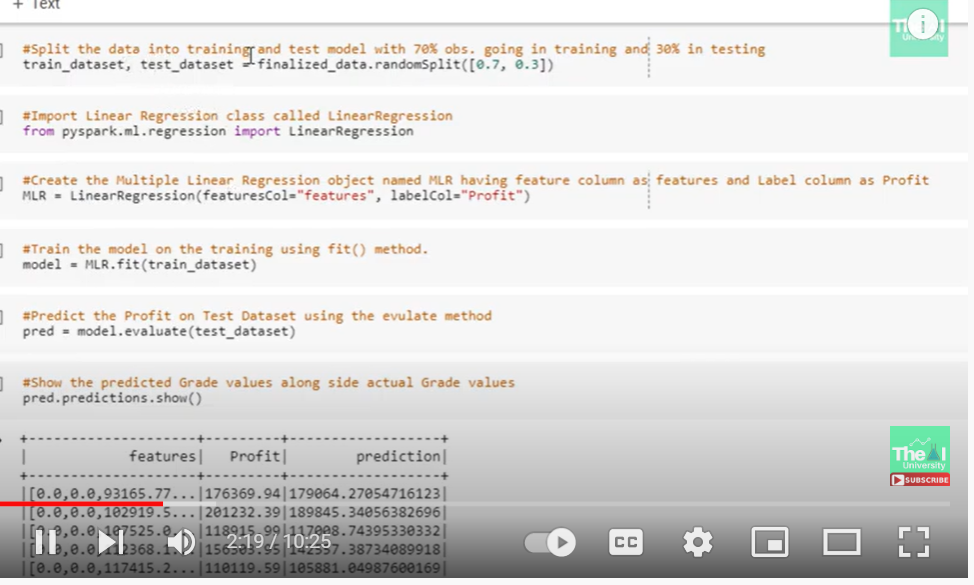 + Text
#Split the data into training and test model with 70% obs. going in training and 30% in testing
train_dataset, test_dataset = finalized_data.randomSplit([0.7, 0.3])
#Import Linear Regression class called LinearRegression
from pyspark.ml.regression import LinearRegression
#Create the Multiple Linear Regression object named MLR having feature column as features and Label column as Profit
MLR = LinearRegression(featuresCol="features", labelCol="Profit")
#Train the model on the training using fit() method.
model = MLR.fit(train_dataset)
#Predict the Profit on Test Dataset using the evulate method
pred = model.evaluate(test_dataset)
#Show the predicted Grade values along side actual Grade values
pred.predictions.show()
+--------------------+---------+------------------+
| features| Profit| prediction|
+--------------------+---------+------------------+
|[0.0,0.0,93165.77...|176369.94|179064.27054716123|
|[0.0,0.0,102919.5...|201232.39|189845.34056382696|
|[0.0,0.0,107525.0...|118915.99|117008.74395330332|
|[0.0,0.0,117415.2...|110119.59|105881.04987600169|
2:19 / 10:25
CC
The AI
University
SUBSCRIBE